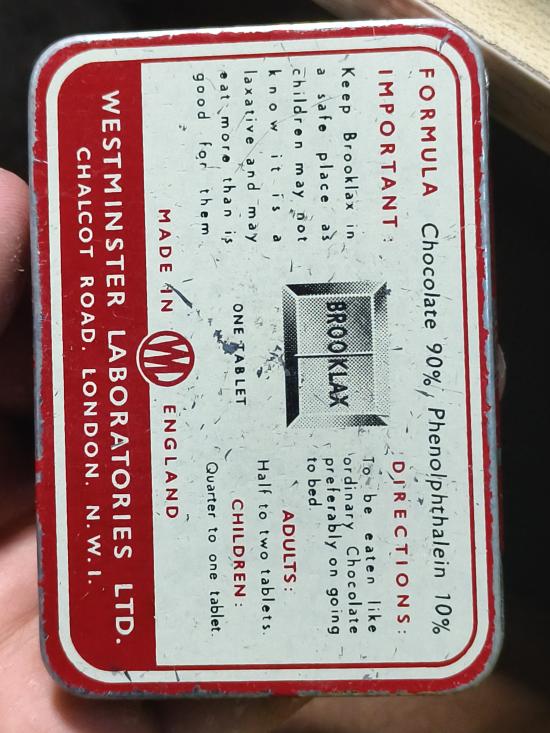 FORMULA Chocolate 90%, Phenolphthalein 10%
IMPORTANT:
Keep Brooklax in
a safe place as
children may not
know it is a
laxative and may
eat more than is
good for them
BROOKLAX
ONE TABLET
DIRECTIONS:
To be eaten like
ordinary Chocolate
preferably on going
to bed
ADULTS:
Half to two tablets.
CHILDREN:
Quarter to one tablet.
MADE IN W ENGLAND
WESTMINSTER LABORATORIES LTD.
CHALCOT ROAD. LONDON. N.W.1.